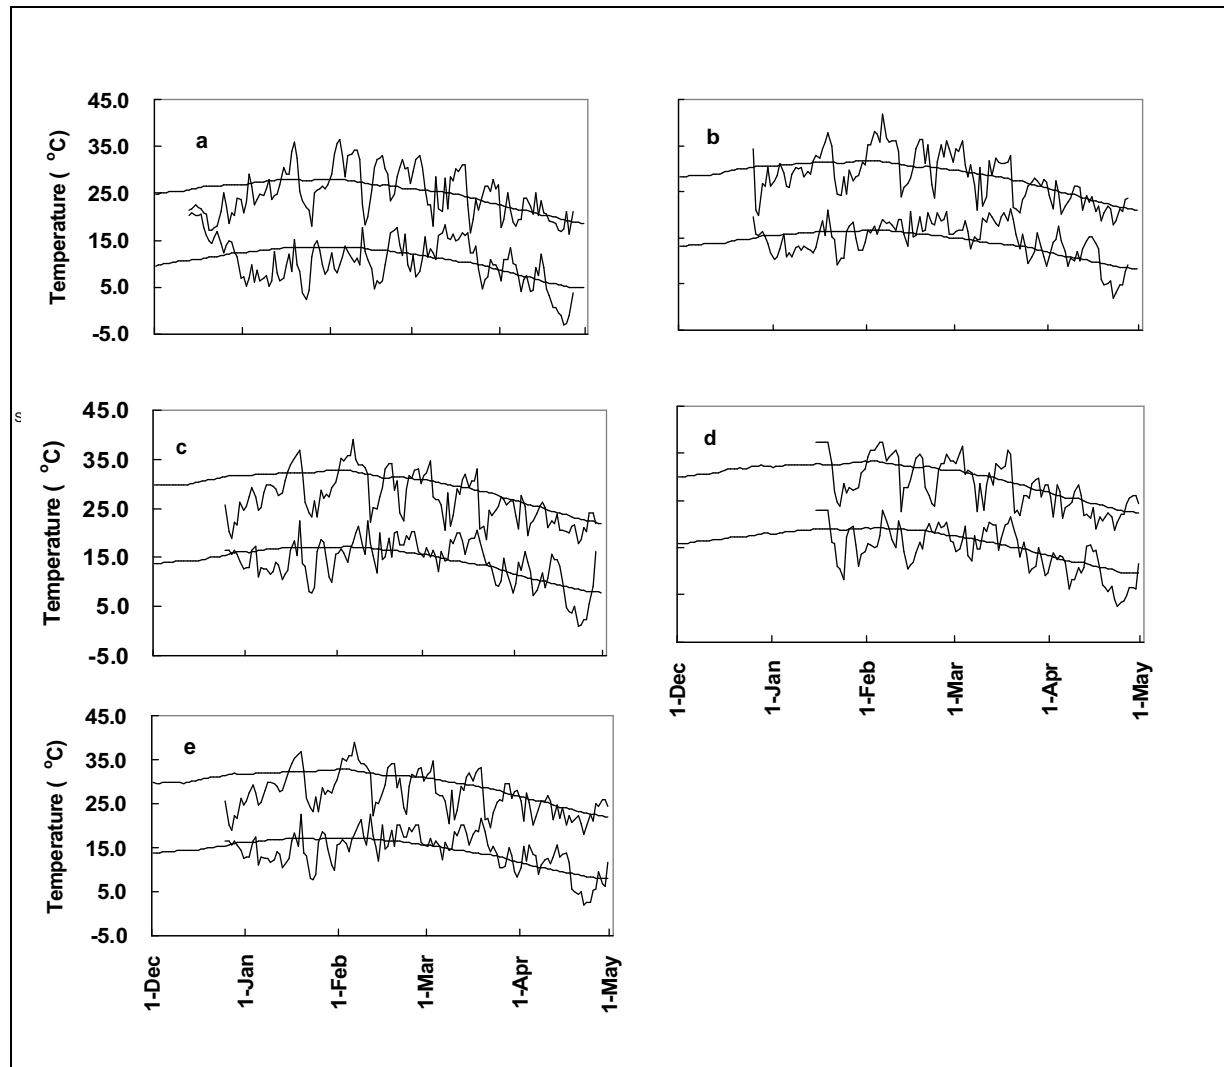 45.0
35.0
25.0
15.0
5.0
-5.0
Temperature ( °C)
a
b
s
45.0
35.0
25.0
15.0
5.0
-5.0
Temperature ( °C)
c
d
1-Dec
1-Jan
1-Feb
1-Mar
1-Apr
1-May
45.0
35.0
25.0
15.0
5.0
-5.0
Temperature ( °C)
e
1-Dec
1-Jan
1-Feb
1-Mar
1-Apr
1-May